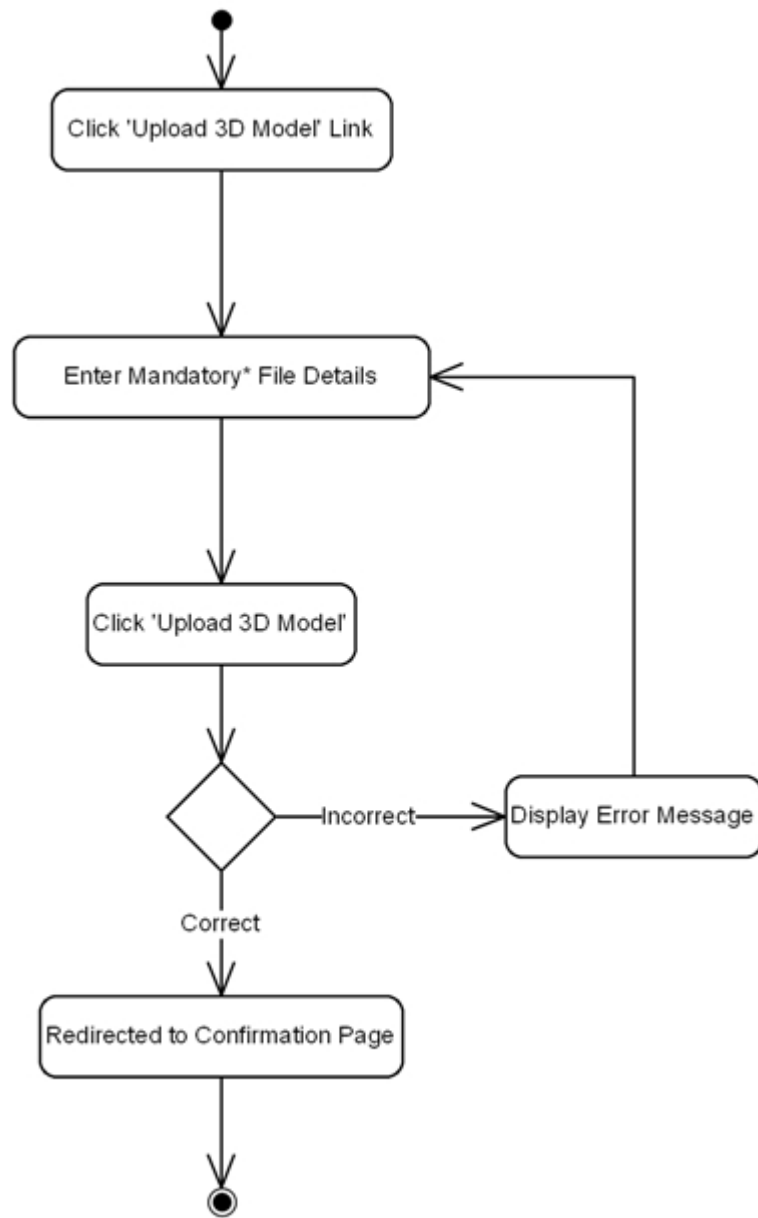 Click 'Upload 3D Model' Link
Enter Mandatory* File Details
Click 'Upload 3D Model'
Incorrect
Display Error Message
Correct
Redirected to Confirmation Page